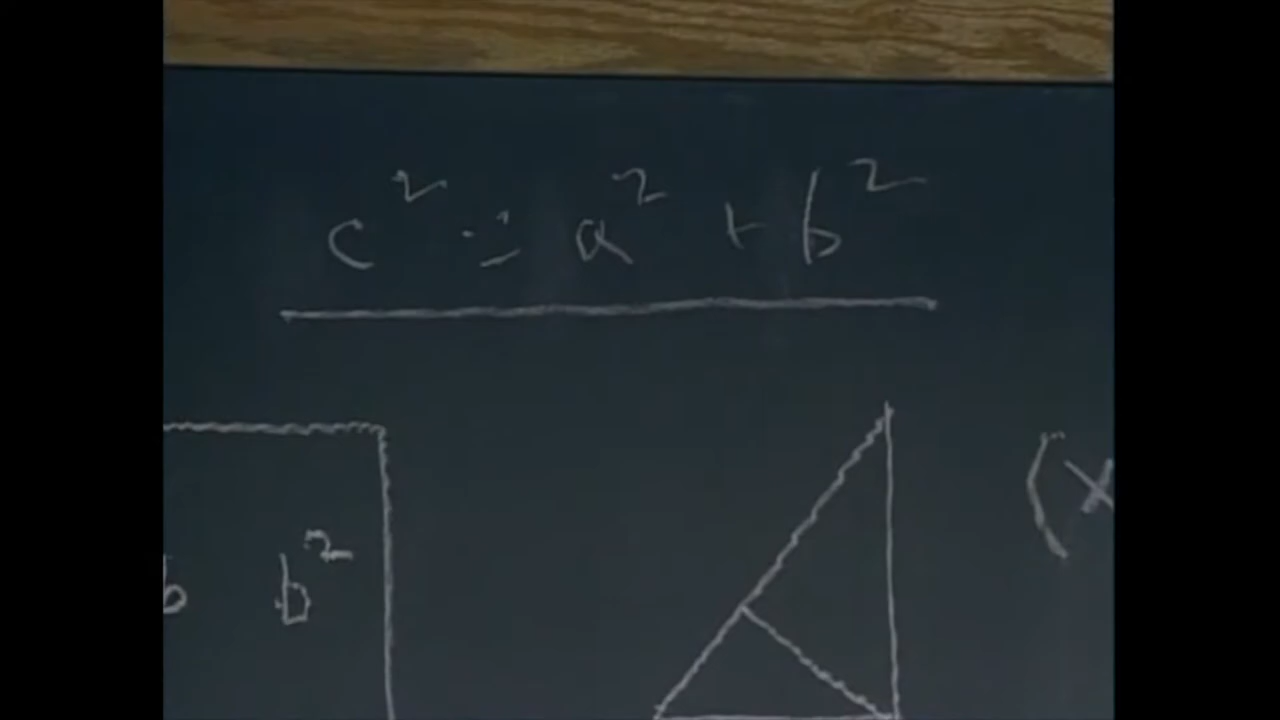 c² = a² + b²
(x
b b²